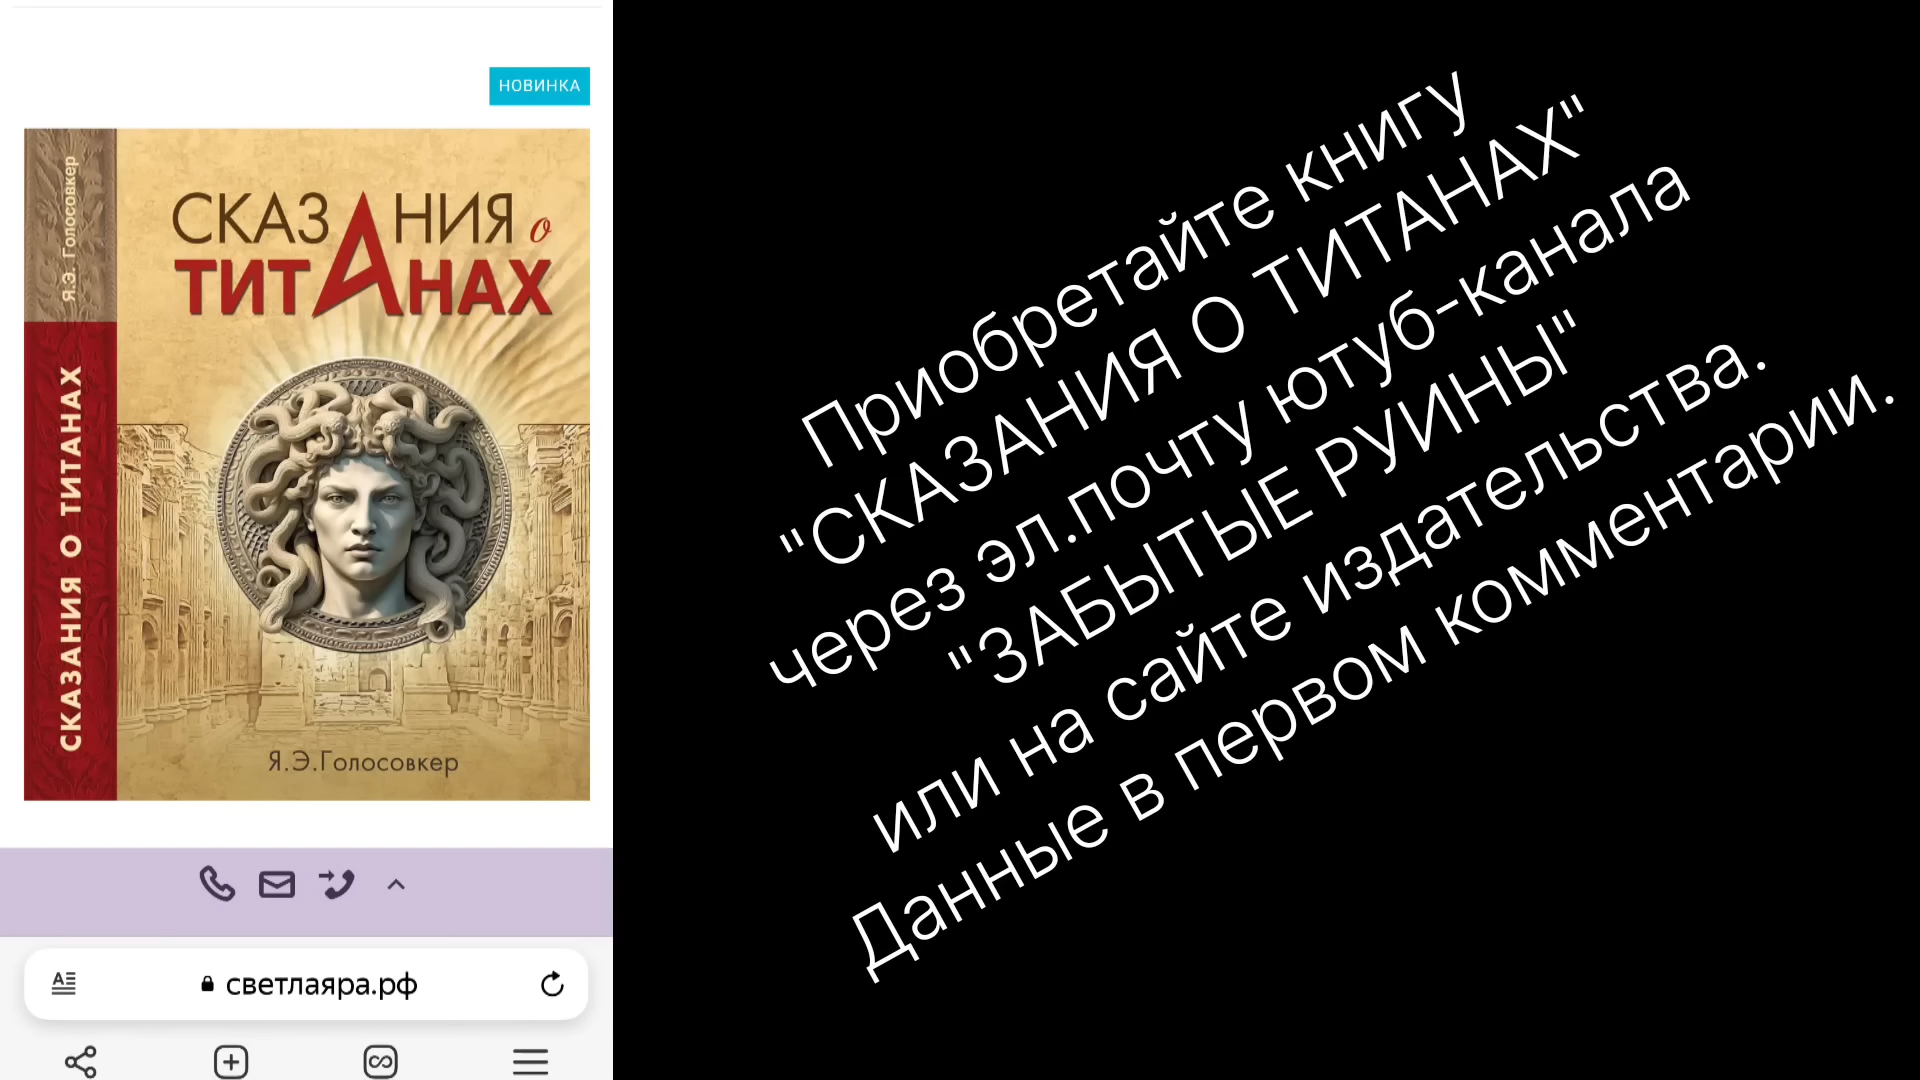 НОВИНКА
Я.Э. Голосовкер
СКАЗАНИЯ О ТИТАНАХ
СКАЗАНИЯ о
ТИТАНАХ
Я.Э.Голосовкер
светлаяра.рф
Приобретайте книгу
"СКАЗАНИЯ О ТИТАНАХ"
через эл.почту ютуб-канала
"ЗАБЫТЫЕ РУИНЫ"
или на сайте издательства.
Данные в первом комментарии.